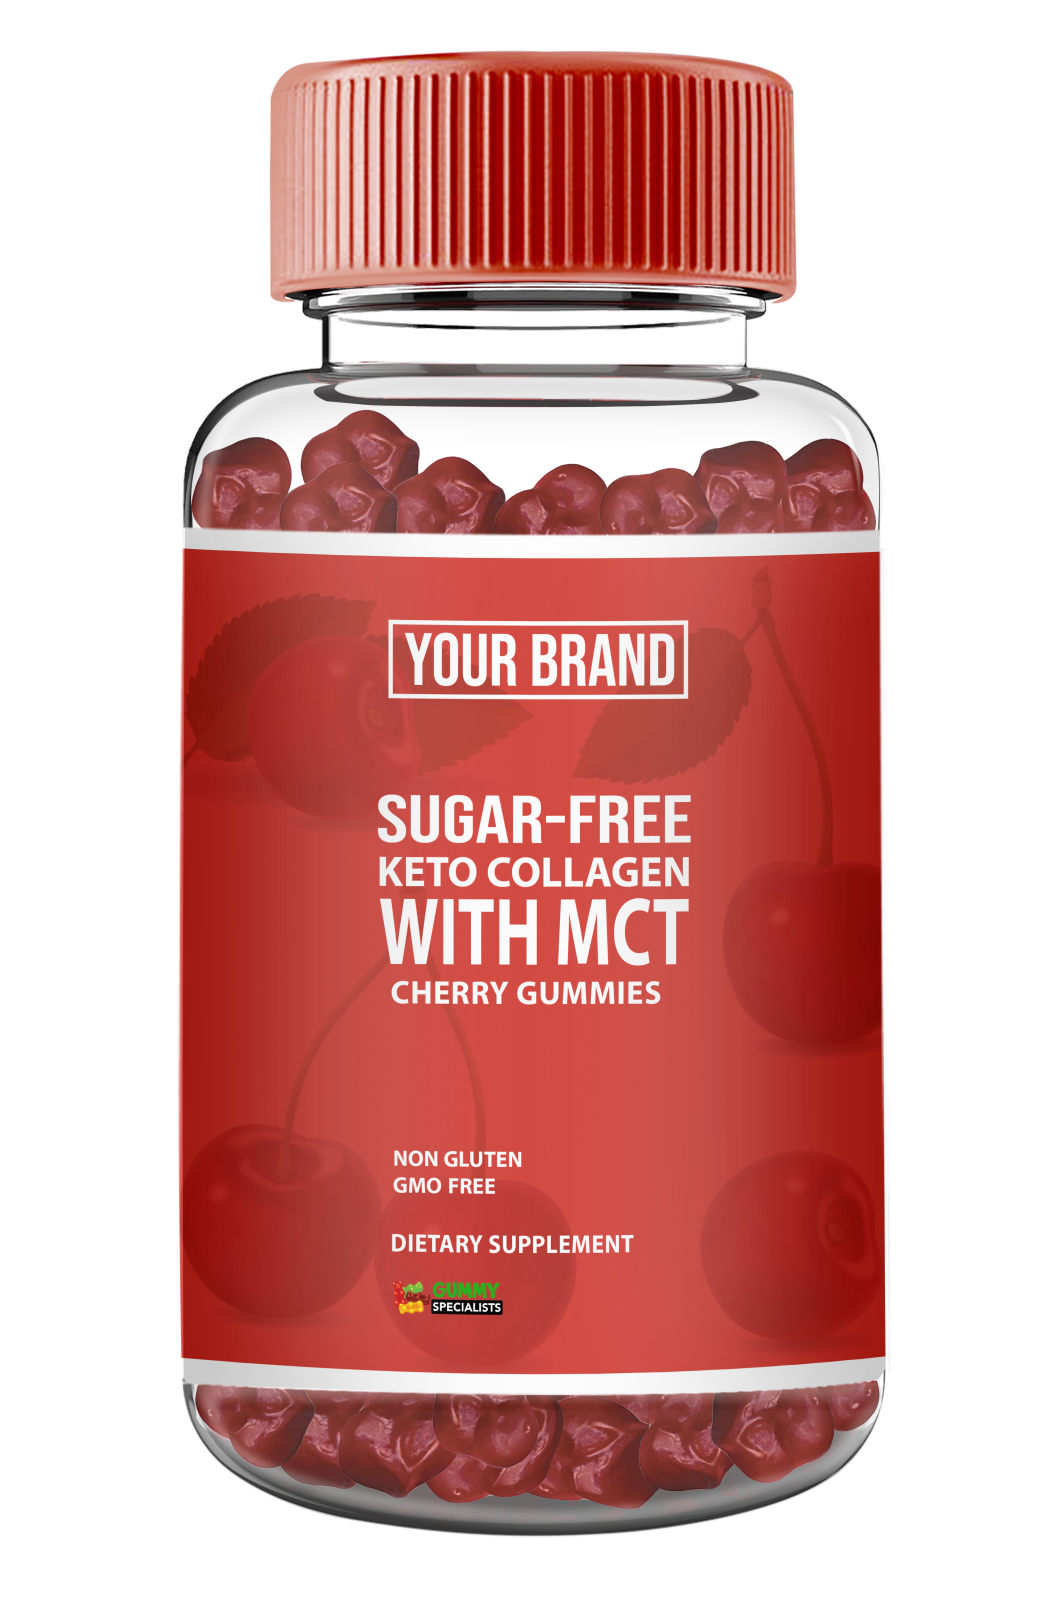 YOUR BRAND
SUGAR-FREE
KETO COLLAGEN
WITH MCT
CHERRY GUMMIES
NON GLUTEN
GMO FREE
DIETARY SUPPLEMENT
GUMMY
SPECIALISTS